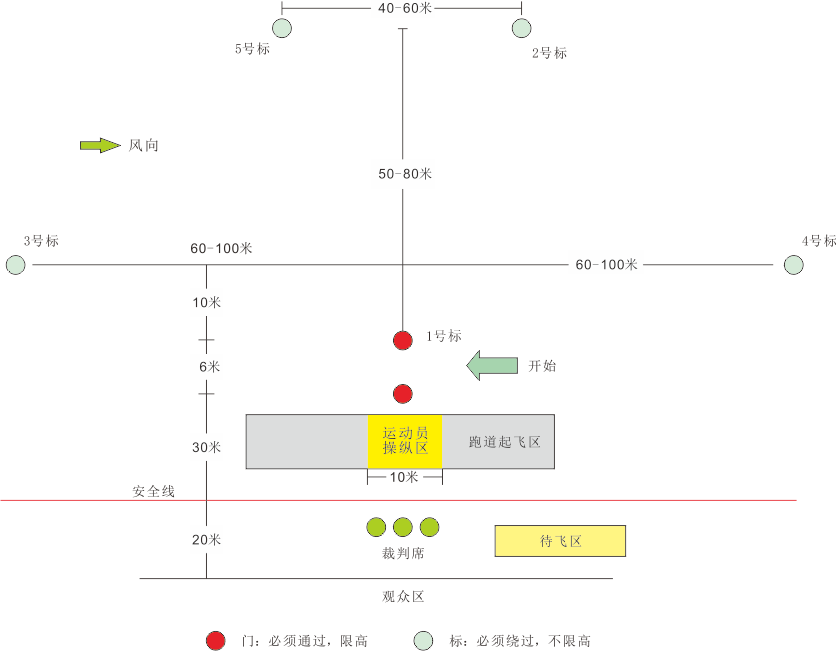 40-60米
5号标
2号标
风向
50-80米
3号标
60-100米
4号标
60-100米
10米
1号标
6米
开始
运动员
操纵区
跑道起飞区
30米
10米
安全线
20米
裁判席
待飞区
观众区
门：必须通过，限高
标：必须绕过，不限高